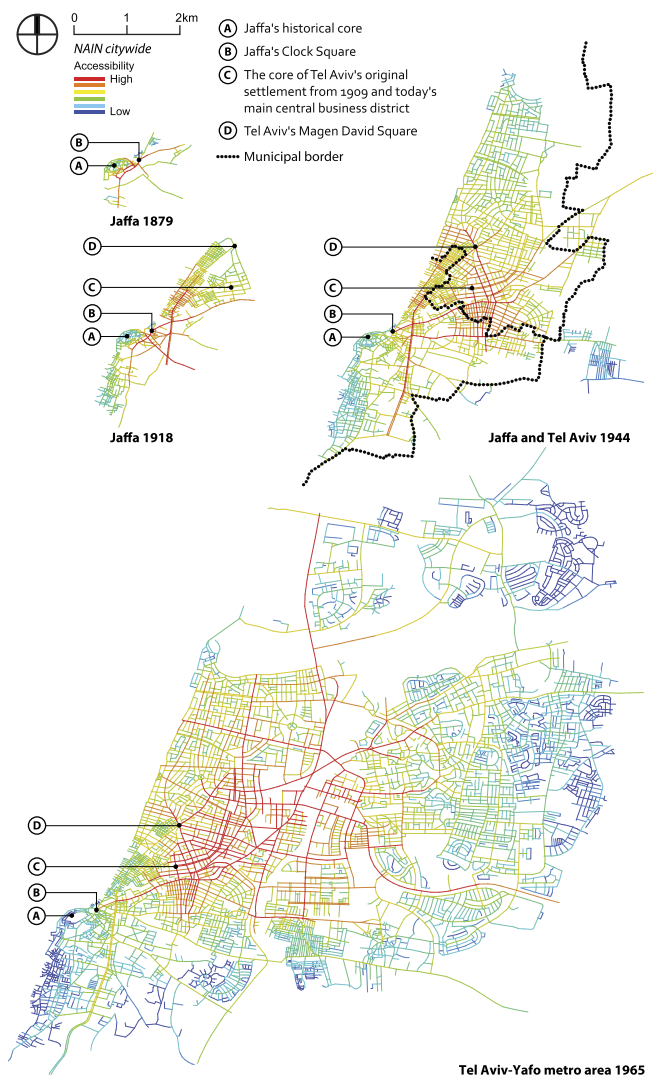 0 1 2km
NAIN citywide
Accessibility
High
Low
A Jaffa's historical core
B Jaffa's Clock Square
C The core of Tel Aviv's original
settlement from 1909 and today's
main central business district
D Tel Aviv's Magen David Square
Municipal border
B
A
Jaffa 1879
D
C
B
A
Jaffa 1918
D
C
B
A
Jaffa and Tel Aviv 1944
D
C
B
A
Tel Aviv-Yafo metro area 1965